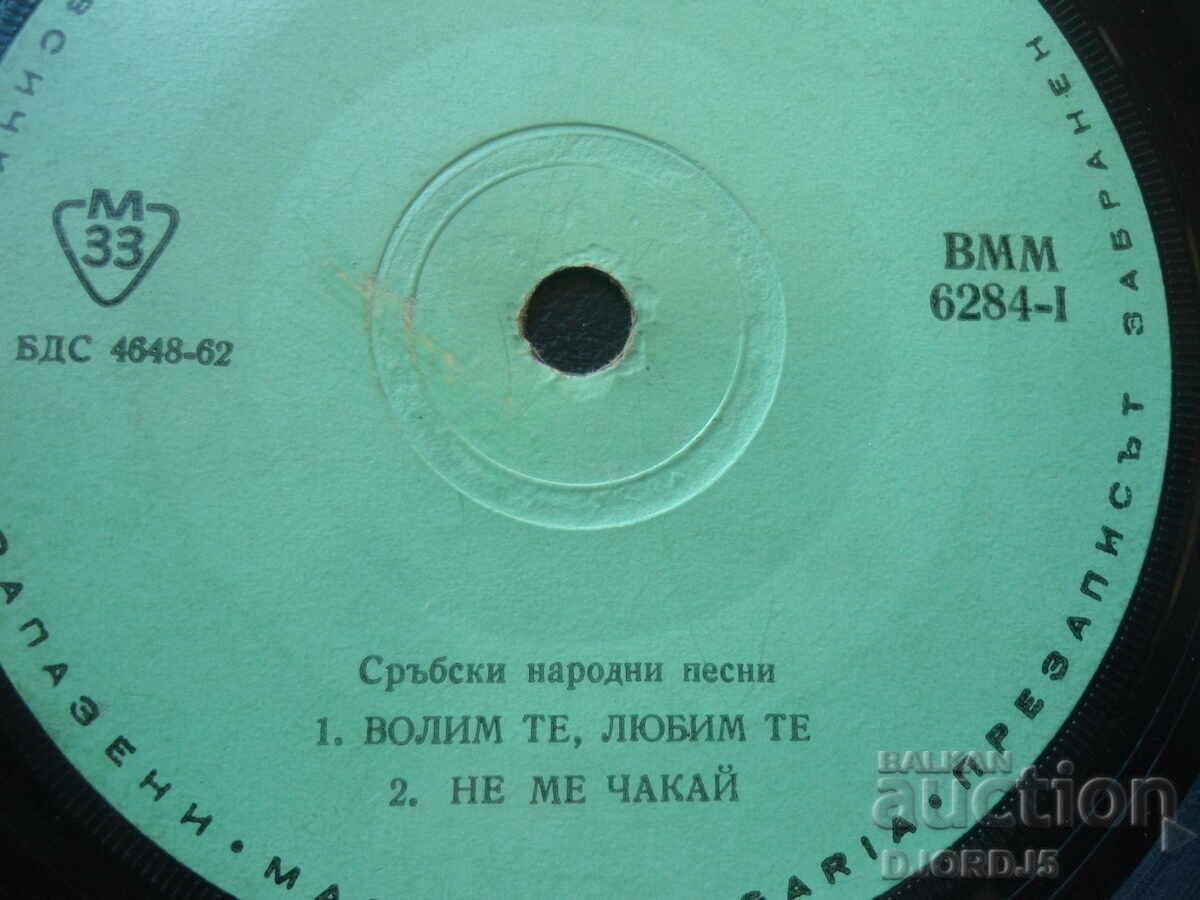 М
33
БДС 4648-62
ВММ
6284-I
Сръбски народни песни
1. ВОЛИМ ТЕ, ЛЮБИМ ТЕ
2. НЕ МЕ ЧАКАЙ
ПРЕЗАПИСЪТ ЗАБРАНЕН
BALKAN
auction
DJORDJ5